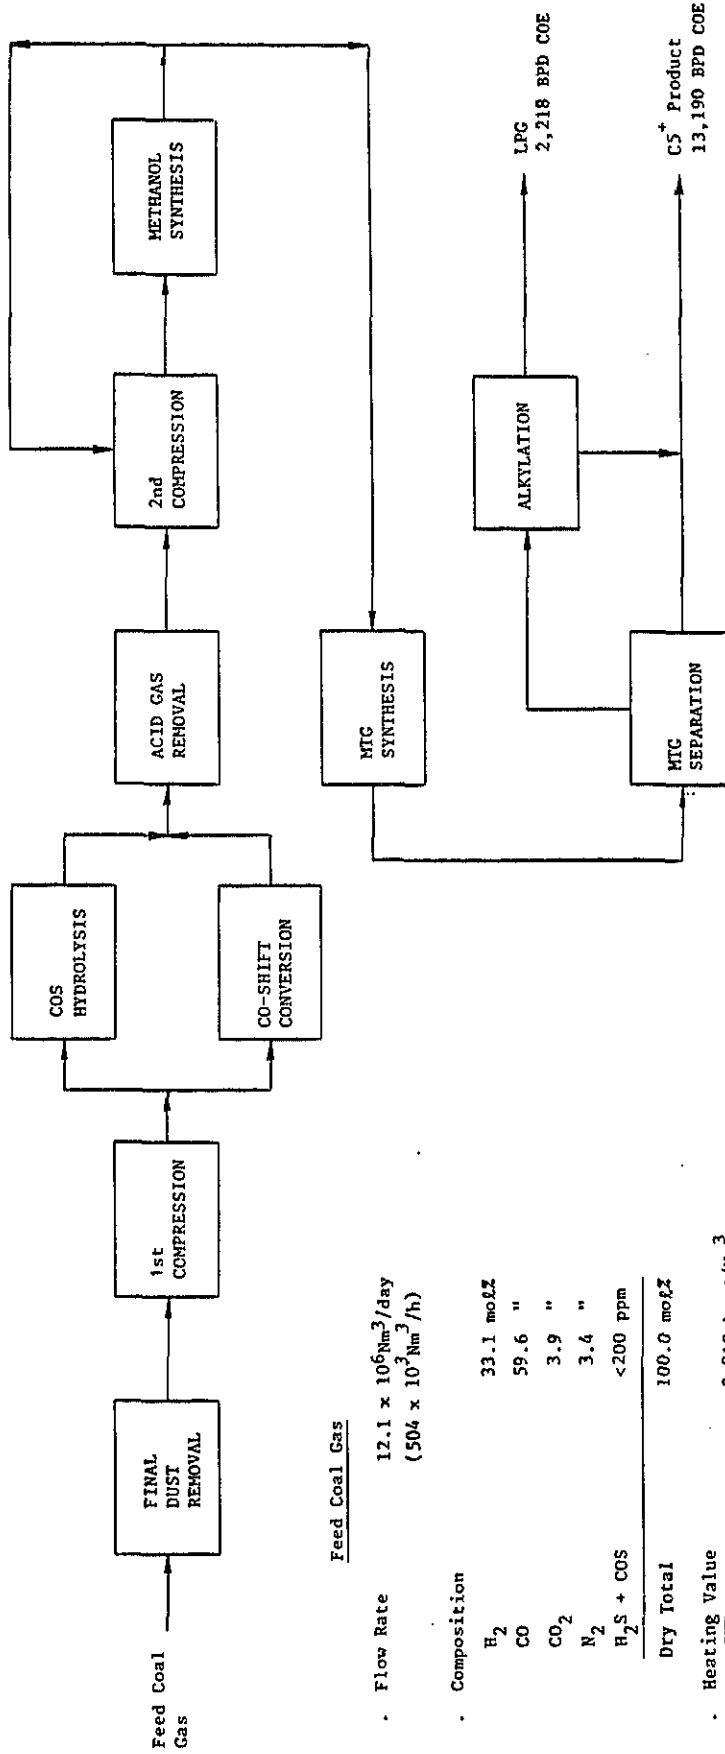 Feed Coal
Gas
FINAL
DUST
REMOVAL
1st
COMPRESSION
COS
HYDROLYSIS
CO-SHIFT
CONVERSION
ACID GAS
REMOVAL
2nd
COMPRESSION
METHANOL
SYNTHESIS
MTG
SYNTHESIS
MTG
SEPARATION
ALKYLATION
LPG
2,218 BPD COE
C5+ Product
13,190 BPD COE
Feed Coal Gas
· Flow Rate 12.1 x 10⁶Nm³/day
(504 x 10³Nm³/h)
· Composition
H₂ 33.1 moℓ%
CO 59.6 "
CO₂ 3.9 "
N₂ 3.4 "
H₂S + COS <200 ppm
Dry Total 100.0 moℓ%
· Heating Value